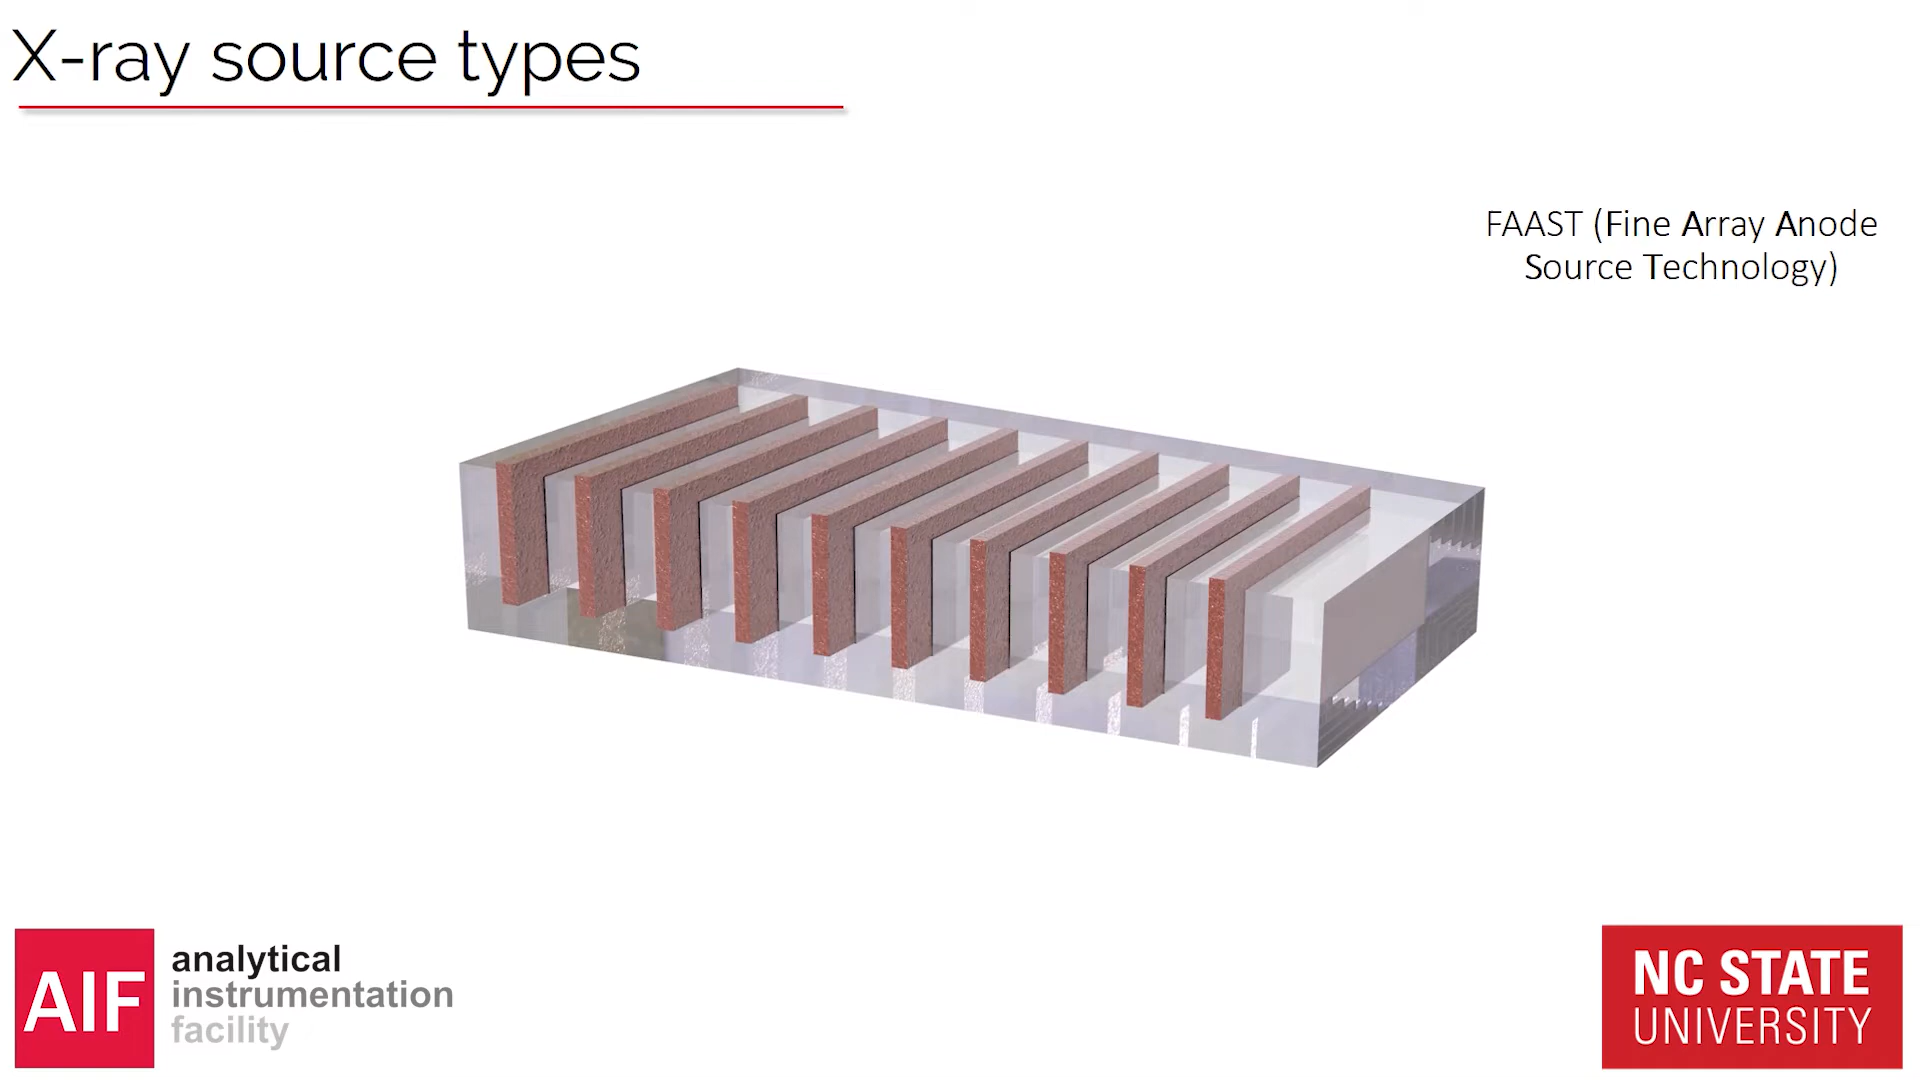 X-ray source types
FAAST (Fine Array Anode
Source Technology)
AIF
analytical
instrumentation
facility
NC STATE
UNIVERSITY